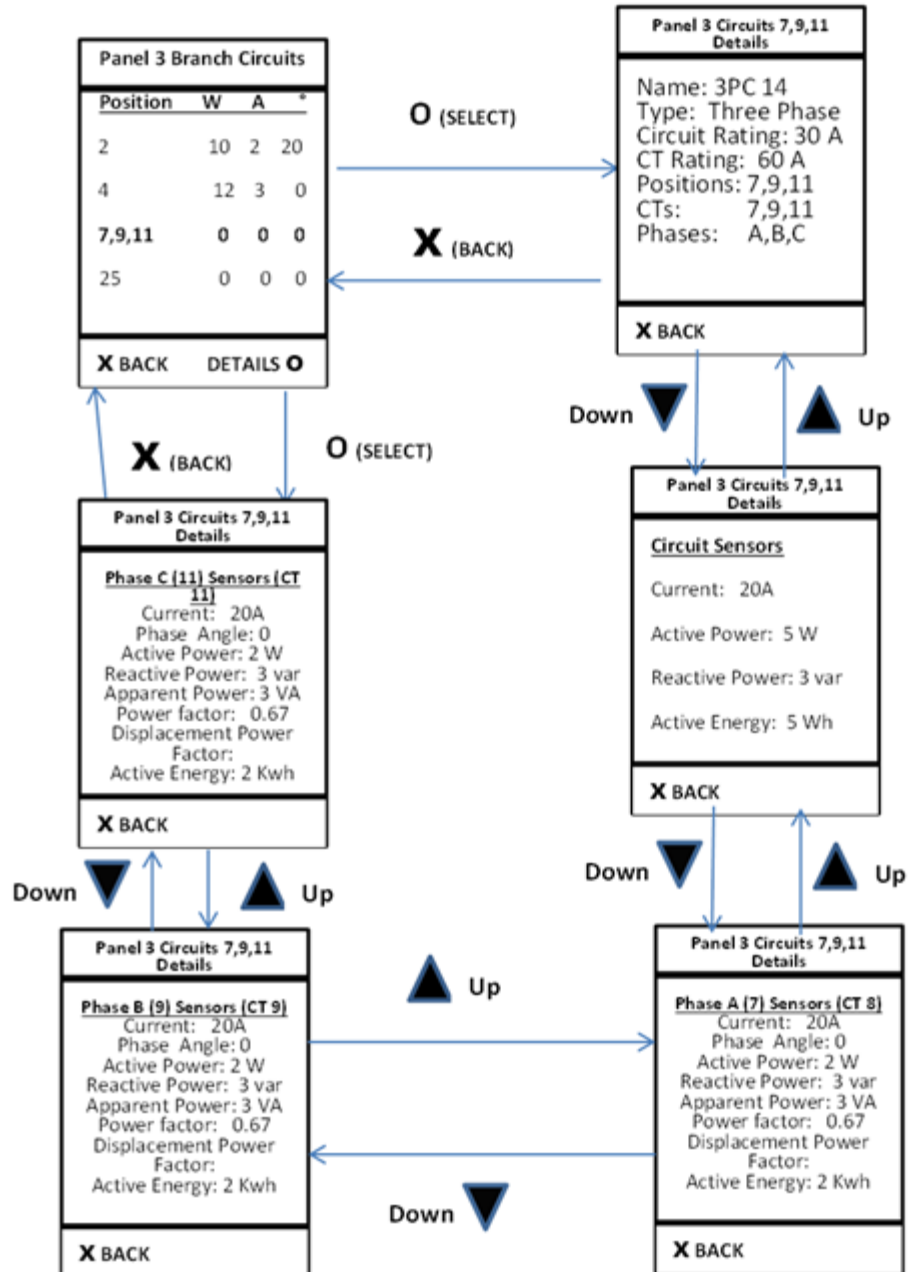 Panel 3 Branch Circuits
Position W A °
2 10 2 20
4 12 3 0
7,9,11 0 0 0
25 0 0 0
X BACK DETAILS O
O (SELECT)
X (BACK)
Panel 3 Circuits 7,9,11
Details
Name: 3PC 14
Type: Three Phase
Circuit Rating: 30 A
CT Rating: 60 A
Positions: 7,9,11
CTs: 7,9,11
Phases: A,B,C
X BACK
Down
Up
X (BACK)
O (SELECT)
Panel 3 Circuits 7,9,11
Details
Circuit Sensors
Current: 20A
Active Power: 5 W
Reactive Power: 3 var
Active Energy: 5 Wh
X BACK
Down
Up
Panel 3 Circuits 7,9,11
Details
Phase C (11) Sensors (CT
11)
Current: 20A
Phase Angle: 0
Active Power: 2 W
Reactive Power: 3 var
Apparent Power: 3 VA
Power factor: 0.67
Displacement Power
Factor:
Active Energy: 2 Kwh
X BACK
Down
Up
Panel 3 Circuits 7,9,11
Details
Phase B (9) Sensors (CT 9)
Current: 20A
Phase Angle: 0
Active Power: 2 W
Reactive Power: 3 var
Apparent Power: 3 VA
Power factor: 0.67
Displacement Power
Factor:
Active Energy: 2 Kwh
X BACK
Up
Down
Panel 3 Circuits 7,9,11
Details
Phase A (7) Sensors (CT 8)
Current: 20A
Phase Angle: 0
Active Power: 2 W
Reactive Power: 3 var
Apparent Power: 3 VA
Power factor: 0.67
Displacement Power
Factor:
Active Energy: 2 Kwh
X BACK